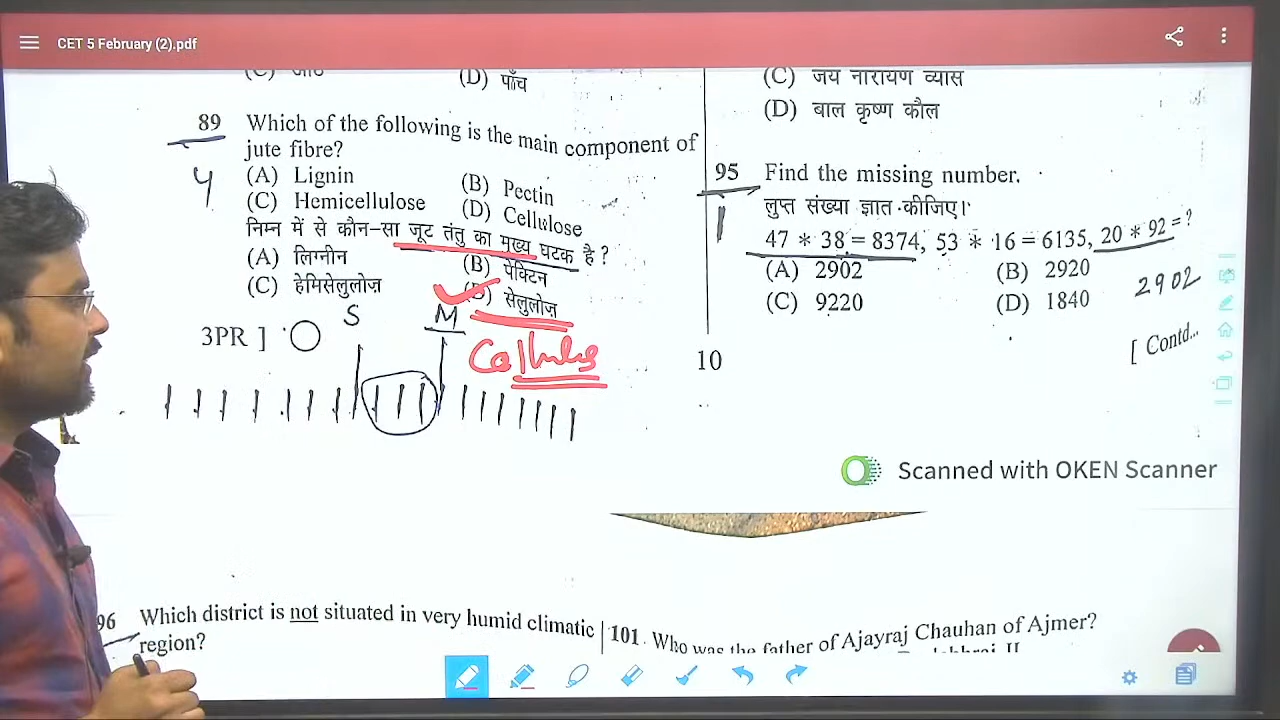 CET 5 February (2).pdf
(D) पाँच
89 Which of the following is the main component of
jute fibre?
(A) Lignin (B) Pectin
(C) Hemicellulose (D) Cellulose
निम्न में से कौन-सा जूट तंतु का मुख्य घटक है ?
(A) लिग्नीन (B) पेक्टिन
(C) हेमिसेलुलोज़ (D) सेलुलोज़
S M
3PR ]
(C) जय नारायण व्यास
(D) बाल कृष्ण कौल
95 Find the missing number.
लुप्त संख्या ज्ञात कीजिए।
47 * 38 = 8374, 53 * 16 = 6135, 20 * 92 = ?
(A) 2902 (B) 2920
(C) 9220 (D) 1840
2902
10
[ Contd...
Scanned with OKEN Scanner
96 Which district is not situated in very humid climatic
region?
101. Who was the father of Ajayraj Chauhan of Ajmer?